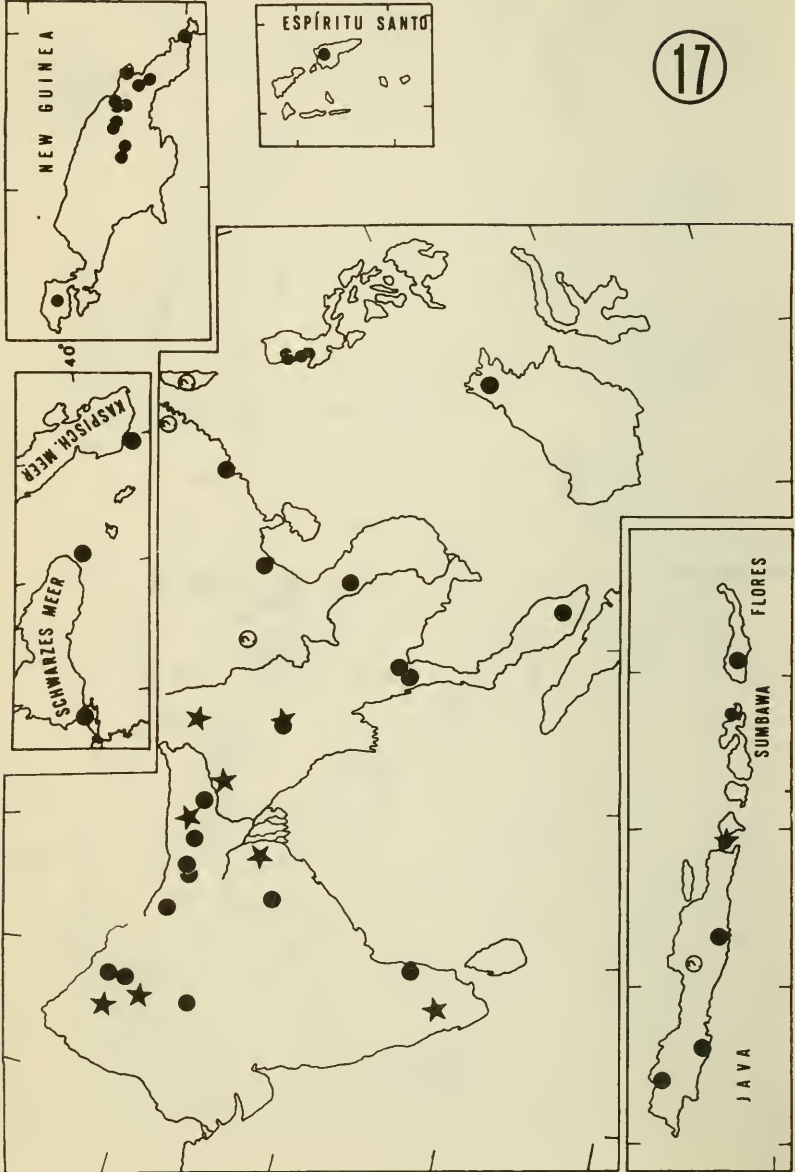 NEW GUINEA
ESPÍRITU SANTO
17
40°
KASPISCH. MEER
SCHWARZES MEER
?
?
?
FLORES
SUMBAWA
?
JAVA